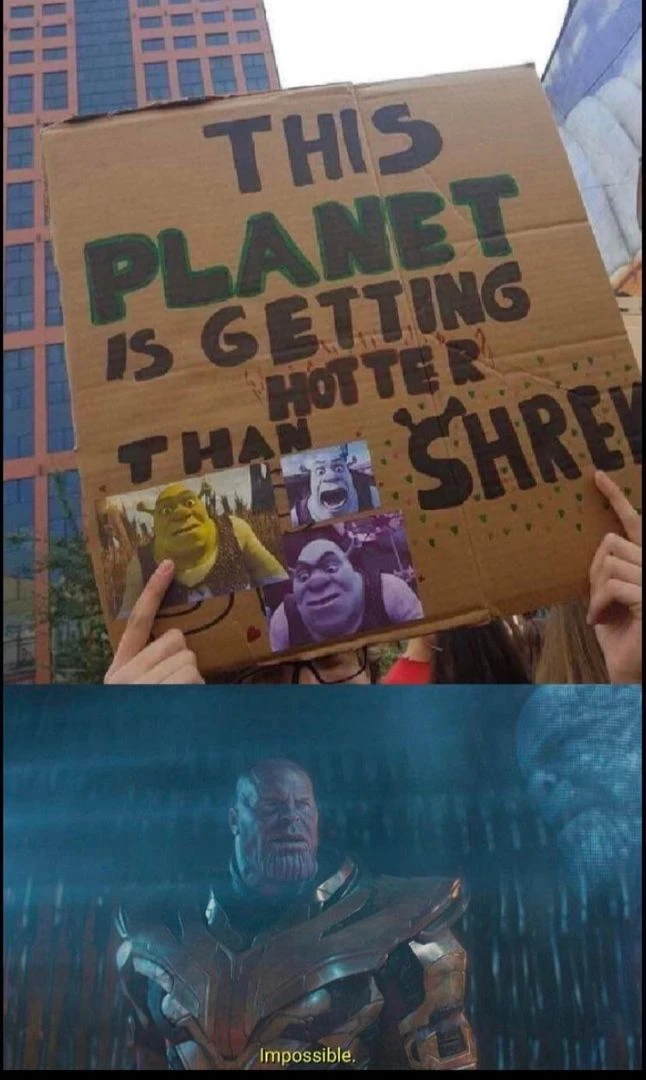 THIS
PLANET
IS GETTING
HOTTER
THAN SHREK
Impossible.